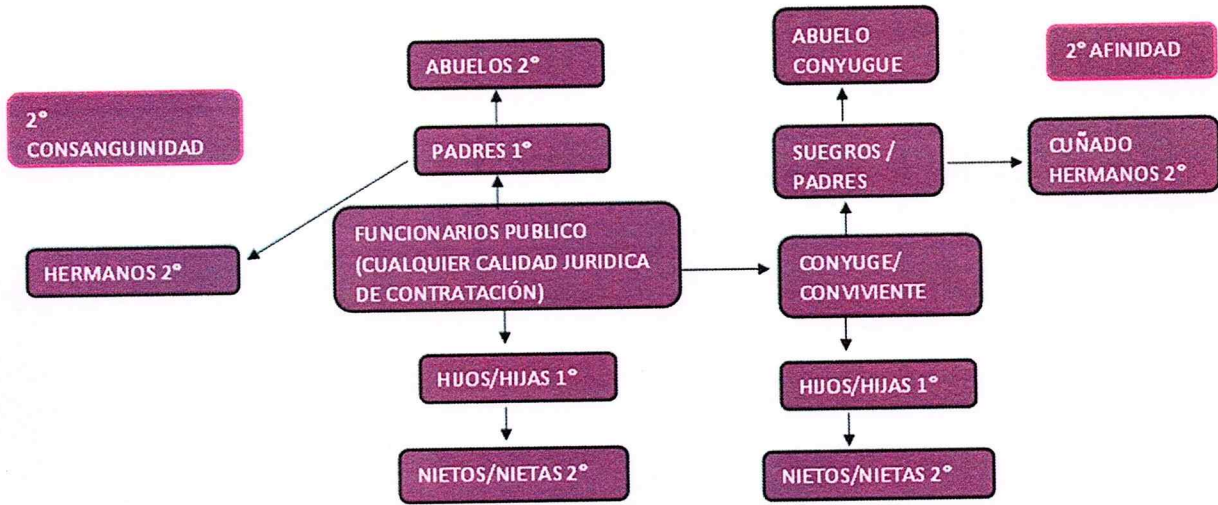 2°
CONSANGUINIDAD
ABUELOS 2°
PADRES 1°
HERMANOS 2°
FUNCIONARIOS PUBLICO
(CUALQUIER CALIDAD JURIDICA
DE CONTRATACIÓN)
HIJOS/HIJAS 1°
NIETOS/NIETAS 2°
ABUELO
CONYUGUE
2° AFINIDAD
SUEGROS /
PADRES
CUÑADO
HERMANOS 2°
CONYUGE/
CONVIVIENTE
HIJOS/HIJAS 1°
NIETOS/NIETAS 2°